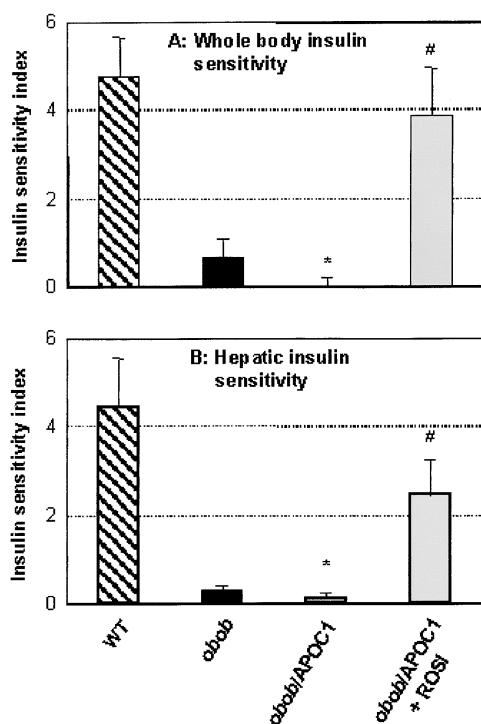 6
A: Whole body insulin
sensitivity
#
4
2
*
0
Insulin sensitivity index
6
B: Hepatic insulin
sensitivity
#
4
2
*
0
Insulin sensitivity index
WT
obob
obob/APOC1
obob/APOC1
+ ROSI